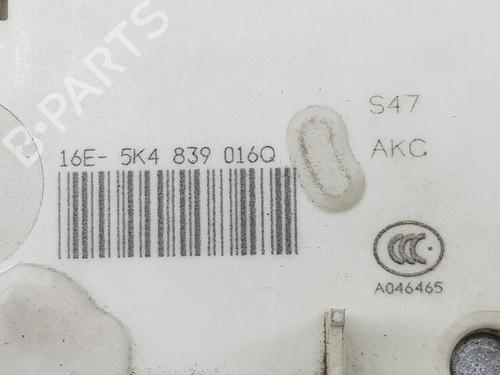 16E- 5K4 839 016Q
S47
AKC
CCC
A046465
B-PARTS